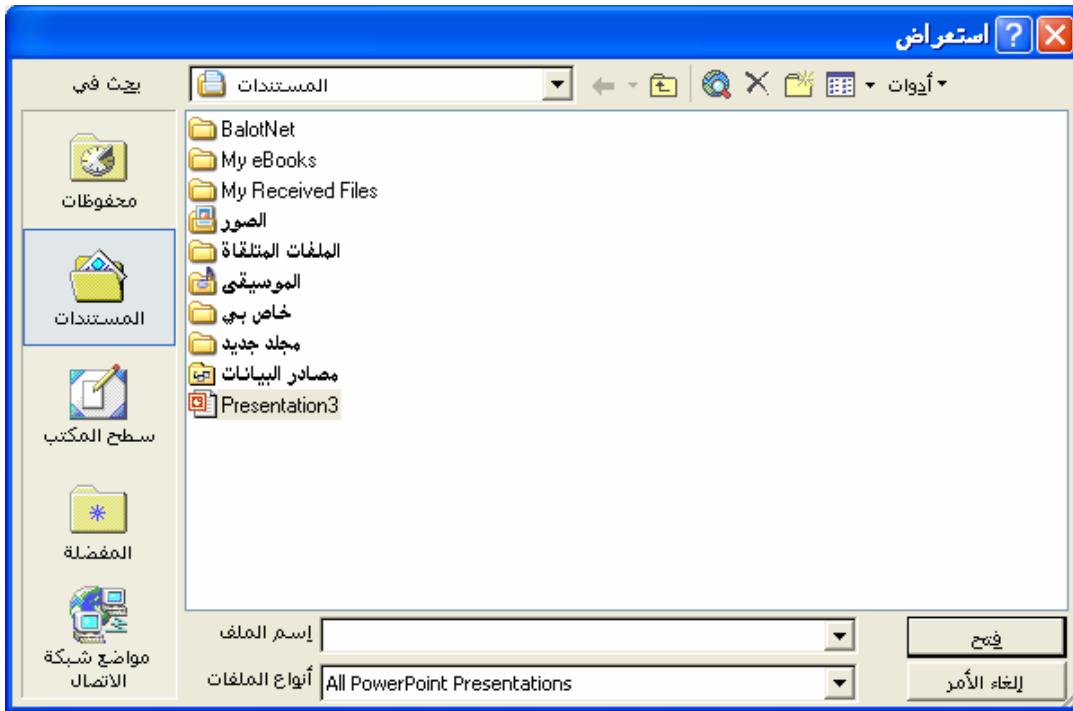 استعراض
يبحث في
المستندات
أدوات
محفوظات
المستندات
سطح المكتب
المفضلة
مواضع شبكة
الاتصال
BalotNet
My eBooks
My Received Files
الصور
الملفات المتلقاة
الموسيقى
خاص بي
مجلد جديد
مصادر البيانات
Presentation3
إسم الملف
فتح
أنواع الملفات All PowerPoint Presentations
إلغاء الأمر